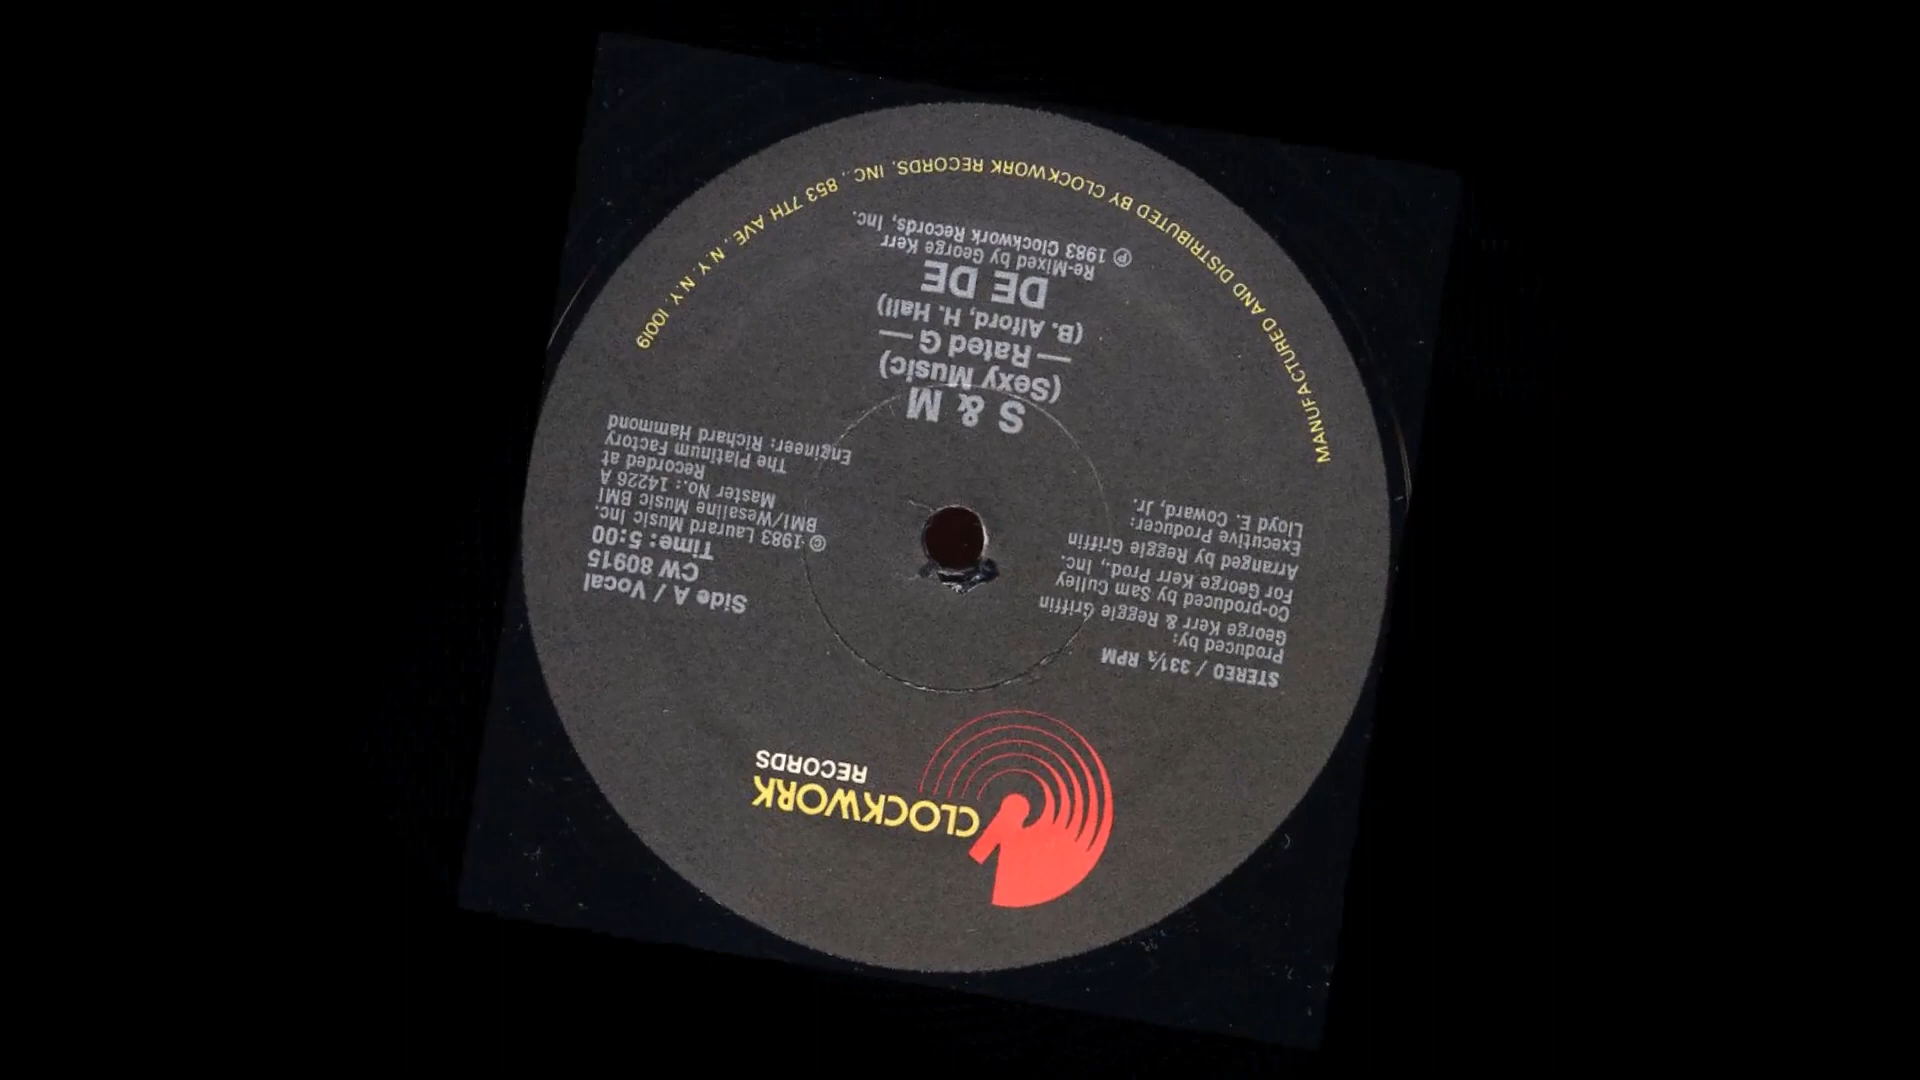 CLOCKWORK
RECORDS
STEREO / 33⅓ RPM
Produced by:
George Kerr & Reggie Griffin
Co-produced by Sam Culley
For George Kerr Prod., Inc.
Arranged by Reggie Griffin
Executive Producer:
Lloyd E. Coward, Jr.
Side A / Vocal
CW 80915
Time: 5:00
© 1983 Laurard Music Inc.
BMI/Wesaline Music BMI
Master No.: 14226 A
Recorded at
The Platinum Factory
Engineer: Richard Hammond
S & M
(Sexy Music)
— Rated G —
(B. Alford, H. Hall)
DE DE
Re-Mixed by George Kerr
℗ 1983 Clockwork Records, Inc.
MANUFACTURED AND DISTRIBUTED BY CLOCKWORK RECORDS, INC., 853 7TH AVE., N.Y. N.Y. 10019